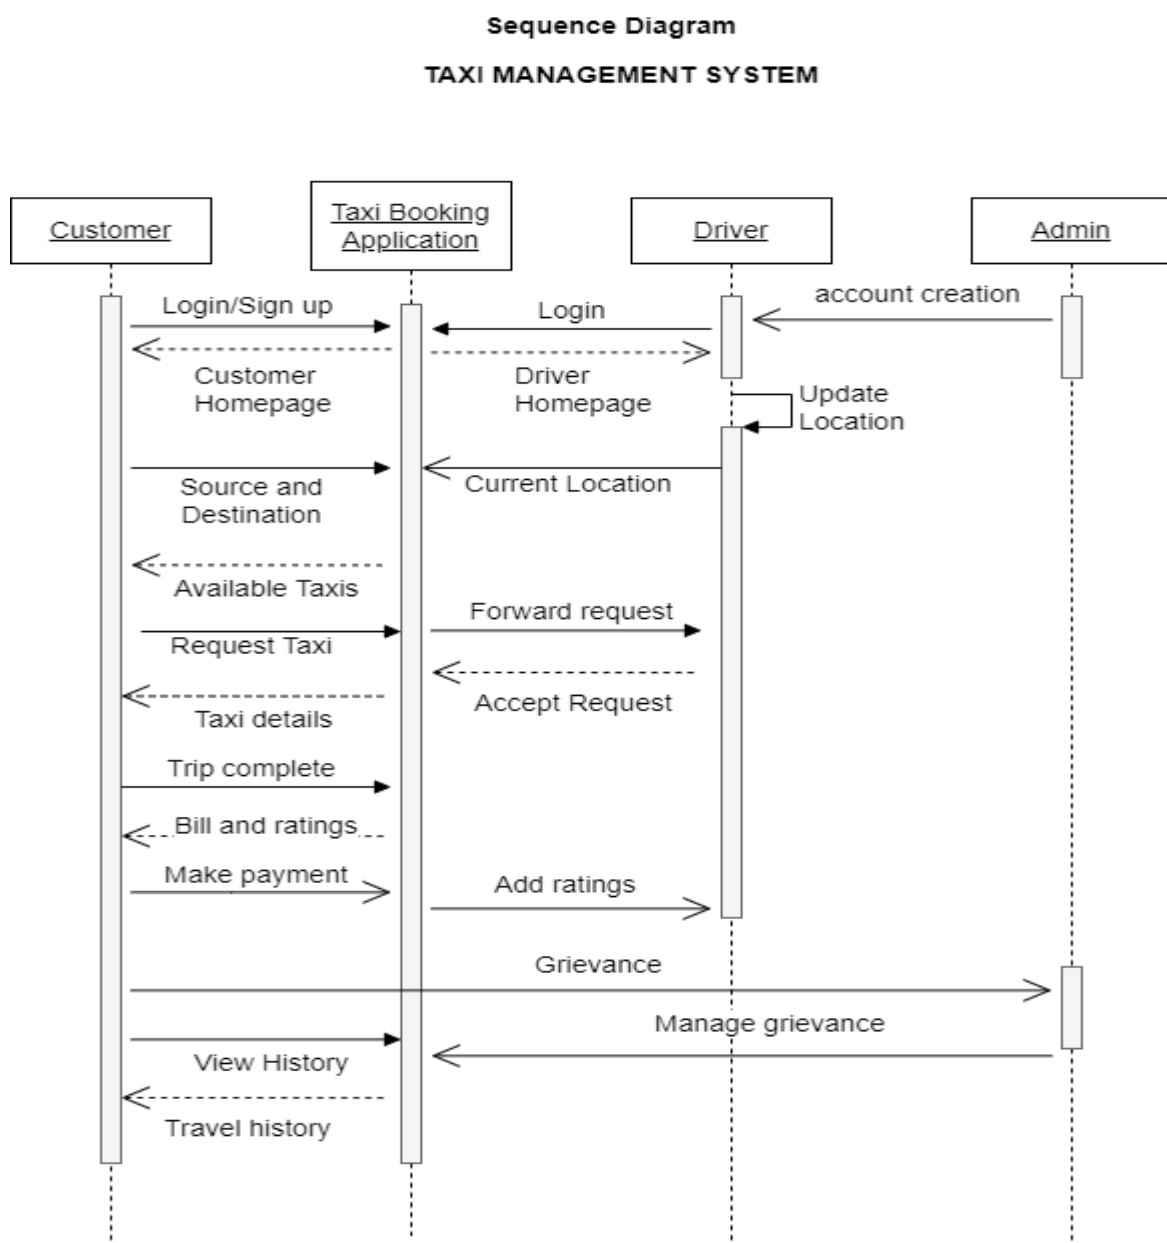 Sequence Diagram
TAXI MANAGEMENT SYSTEM
Customer
Taxi Booking
Application
Driver
Admin
account creation
Login/Sign up
Login
Customer
Homepage
Driver
Homepage
Update
Location
Source and
Destination
Current Location
Available Taxis
Forward request
Request Taxi
Accept Request
Taxi details
Trip complete
Bill and ratings
Make payment
Add ratings
Grievance
Manage grievance
View History
Travel history